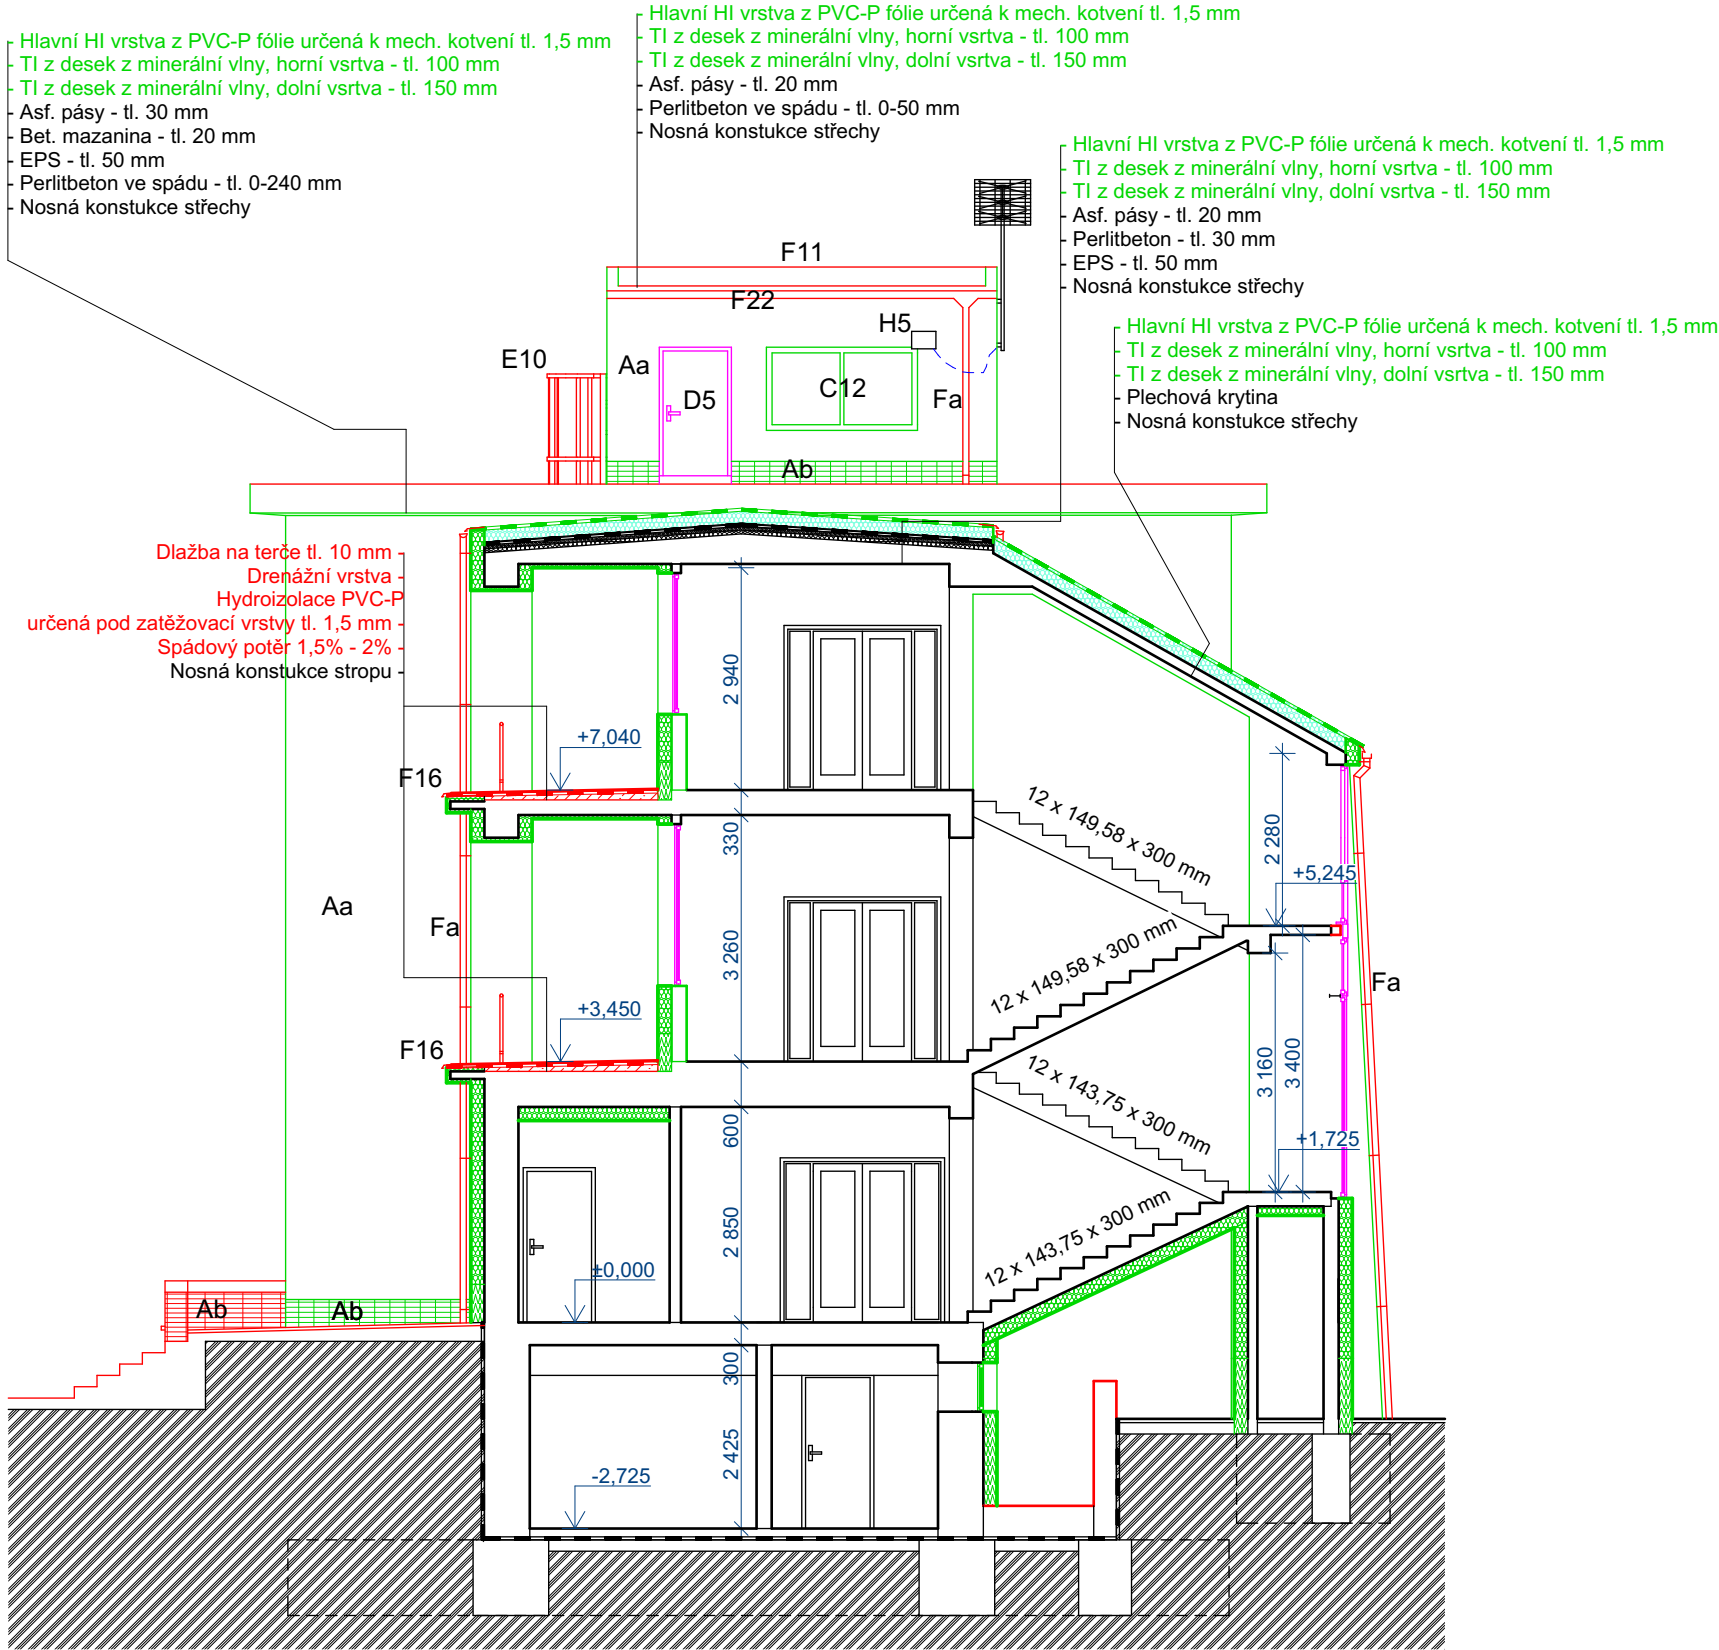 Hlavní HI vrstva z PVC-P fólie určená k mech. kotvení tl. 1,5 mm
TI z desek z minerální vlny, horní vsrtva - tl. 100 mm
TI z desek z minerální vlny, dolní vsrtva - tl. 150 mm
Asf. pásy - tl. 30 mm
Bet. mazanina - tl. 20 mm
EPS - tl. 50 mm
Perlitbeton ve spádu - tl. 0-240 mm
Nosná konstukce střechy
Hlavní HI vrstva z PVC-P fólie určená k mech. kotvení tl. 1,5 mm
TI z desek z minerální vlny, horní vsrtva - tl. 100 mm
TI z desek z minerální vlny, dolní vsrtva - tl. 150 mm
Asf. pásy - tl. 20 mm
Perlitbeton ve spádu - tl. 0-50 mm
Nosná konstukce střechy
Hlavní HI vrstva z PVC-P fólie určená k mech. kotvení tl. 1,5 mm
TI z desek z minerální vlny, horní vsrtva - tl. 100 mm
TI z desek z minerální vlny, dolní vsrtva - tl. 150 mm
Asf. pásy - tl. 20 mm
Perlitbeton - tl. 30 mm
EPS - tl. 50 mm
Nosná konstukce střechy
Hlavní HI vrstva z PVC-P fólie určená k mech. kotvení tl. 1,5 mm
TI z desek z minerální vlny, horní vsrtva - tl. 100 mm
TI z desek z minerální vlny, dolní vsrtva - tl. 150 mm
Plechová krytina
Nosná konstukce střechy
F11
F22
H5
E10
Aa
D5
C12
Fa
Ab
Dlažba na terče tl. 10 mm
Drenážní vrstva
Hydroizolace PVC-P
určená pod zatěžovací vrstvy tl. 1,5 mm
Spádový potěr 1,5% - 2%
Nosná konstukce stropu
2 940
+7,040
F16
330
12 x 149,58 x 300 mm
2 280
+5,245
Aa
Fa
3 260
12 x 149,58 x 300 mm
Fa
+3,450
F16
3 160
3 400
12 x 143,75 x 300 mm
600
+1,725
2 850
12 x 143,75 x 300 mm
±0,000
Ab
Ab
300
2 425
-2,725